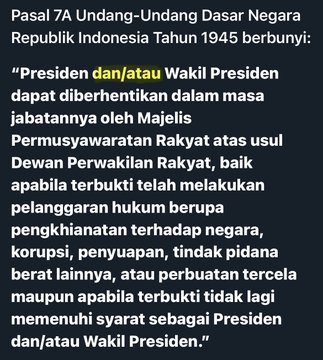 Pasal 7A Undang-Undang Dasar Negara
Republik Indonesia Tahun 1945 berbunyi:
“Presiden dan/atau Wakil Presiden
dapat diberhentikan dalam masa
jabatannya oleh Majelis
Permusyawaratan Rakyat atas usul
Dewan Perwakilan Rakyat, baik
apabila terbukti telah melakukan
pelanggaran hukum berupa
pengkhianatan terhadap negara,
korupsi, penyuapan, tindak pidana
berat lainnya, atau perbuatan tercela
maupun apabila terbukti tidak lagi
memenuhi syarat sebagai Presiden
dan/atau Wakil Presiden.”